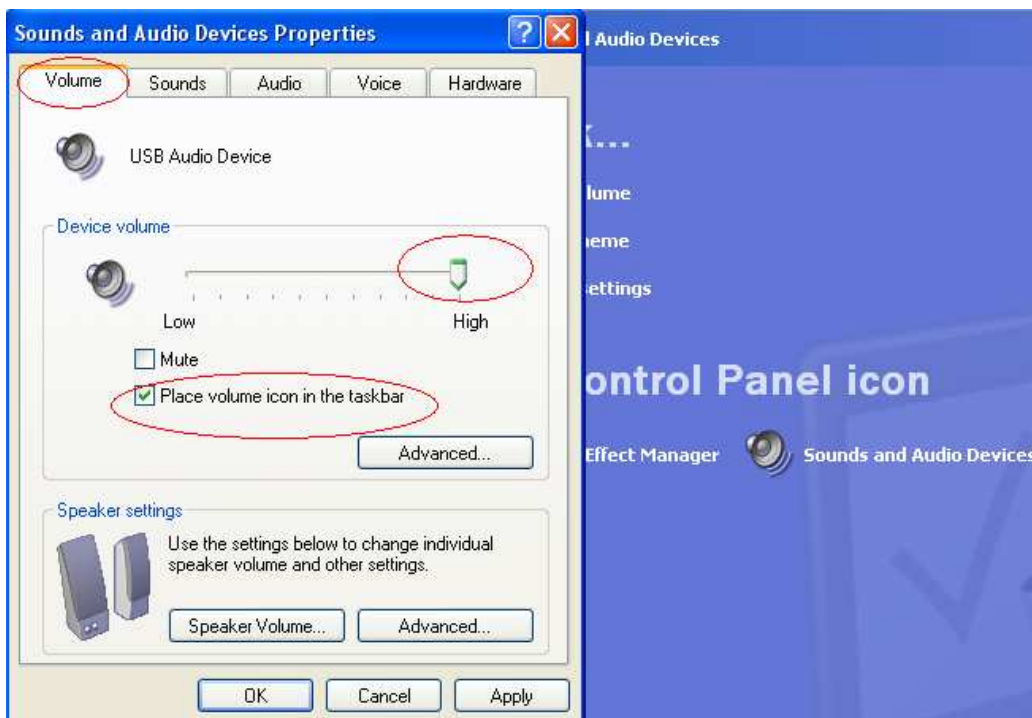 Sounds and Audio Devices Properties
Volume
Sounds
Audio
Voice
Hardware
USB Audio Device
Device volume
Low
High
Mute
Place volume icon in the taskbar
Advanced...
Speaker settings
Use the settings below to change individual
speaker volume and other settings.
Speaker Volume...
Advanced...
OK
Cancel
Apply
Audio Devices
...
lume
eme
ettings
ontrol Panel icon
Effect Manager
Sounds and Audio Devices